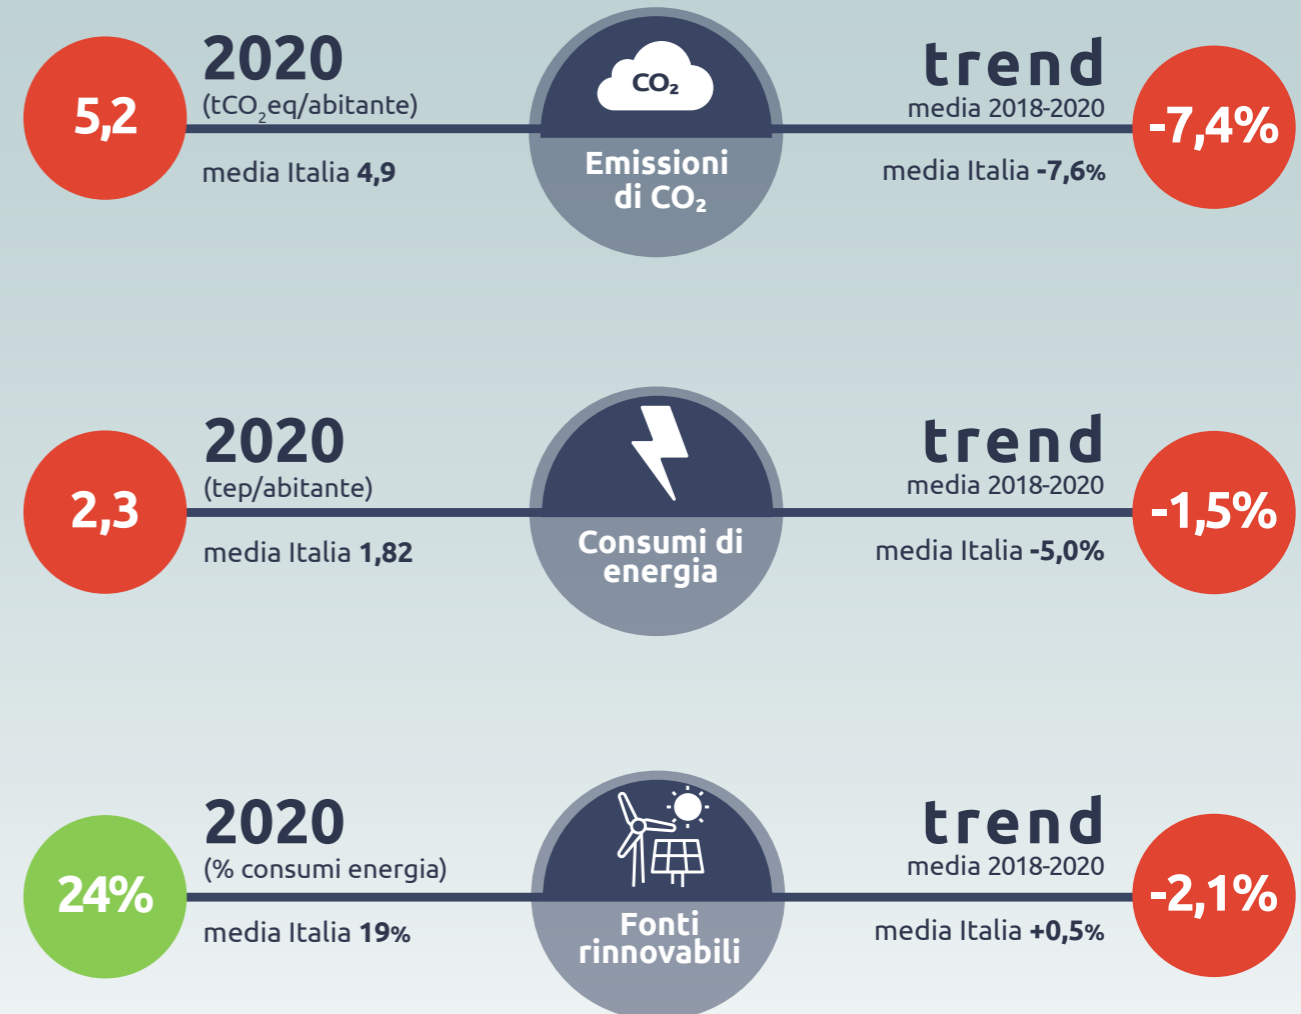 5,2
2020
(tCO₂eq/abitante)
media Italia 4,9
CO₂
Emissioni
di CO₂
trend
media 2018-2020
media Italia -7,6%
-7,4%
2,3
2020
(tep/abitante)
media Italia 1,82
Consumi di
energia
trend
media 2018-2020
media Italia -5,0%
-1,5%
24%
2020
(% consumi energia)
media Italia 19%
Fonti
rinnovabili
trend
media 2018-2020
media Italia +0,5%
-2,1%